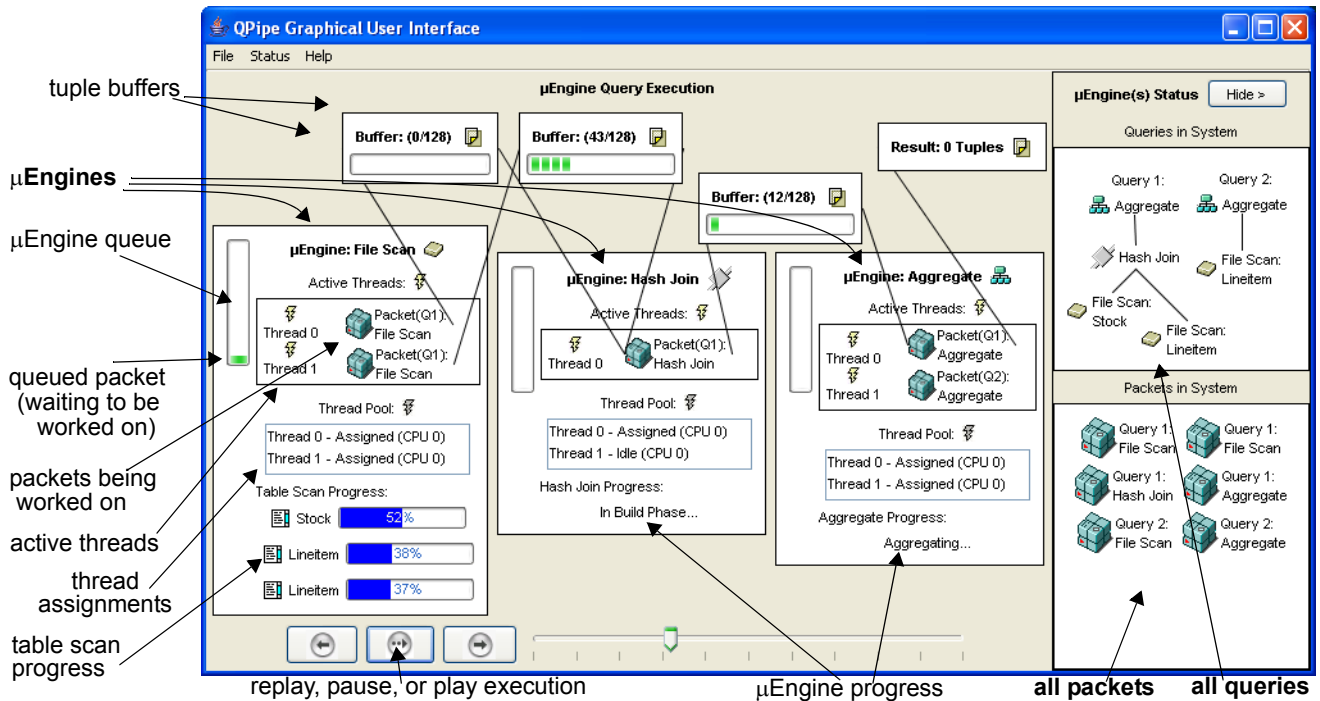 QPipe Graphical User Interface
File Status Help
tuple buffers
μEngines
μEngine queue
queued packet
(waiting to be
worked on)
packets being
worked on
active threads
thread
assignments
table scan
progress
μEngine Query Execution
Buffer: (0/128)
Buffer: (43/128)
Buffer: (12/128)
Result: 0 Tuples
μEngine: File Scan
Active Threads:
Thread 0
Packet(Q1):
File Scan
Thread 1
Packet(Q1):
File Scan
Thread Pool:
Thread 0 - Assigned (CPU 0)
Thread 1 - Assigned (CPU 0)
Table Scan Progress:
Stock 52%
Lineitem 38%
Lineitem 37%
μEngine: Hash Join
Active Threads:
Thread 0
Packet(Q1):
Hash Join
Thread Pool:
Thread 0 - Assigned (CPU 0)
Thread 1 - Idle (CPU 0)
Hash Join Progress:
In Build Phase...
μEngine: Aggregate
Active Threads:
Thread 0
Packet(Q1):
Aggregate
Thread 1
Packet(Q2):
Aggregate
Thread Pool:
Thread 0 - Assigned (CPU 0)
Thread 1 - Assigned (CPU 0)
Aggregate Progress:
Aggregating...
μEngine(s) Status
Hide >
Queries in System
Query 1:
Aggregate
Hash Join
File Scan:
Stock
File Scan:
Lineitem
Query 2:
Aggregate
File Scan:
Lineitem
Packets in System
Query 1:
File Scan
Query 1:
File Scan
Query 1:
Hash Join
Query 1:
Aggregate
Query 2:
File Scan
Query 2:
Aggregate
replay, pause, or play execution
μEngine progress
all packets
all queries